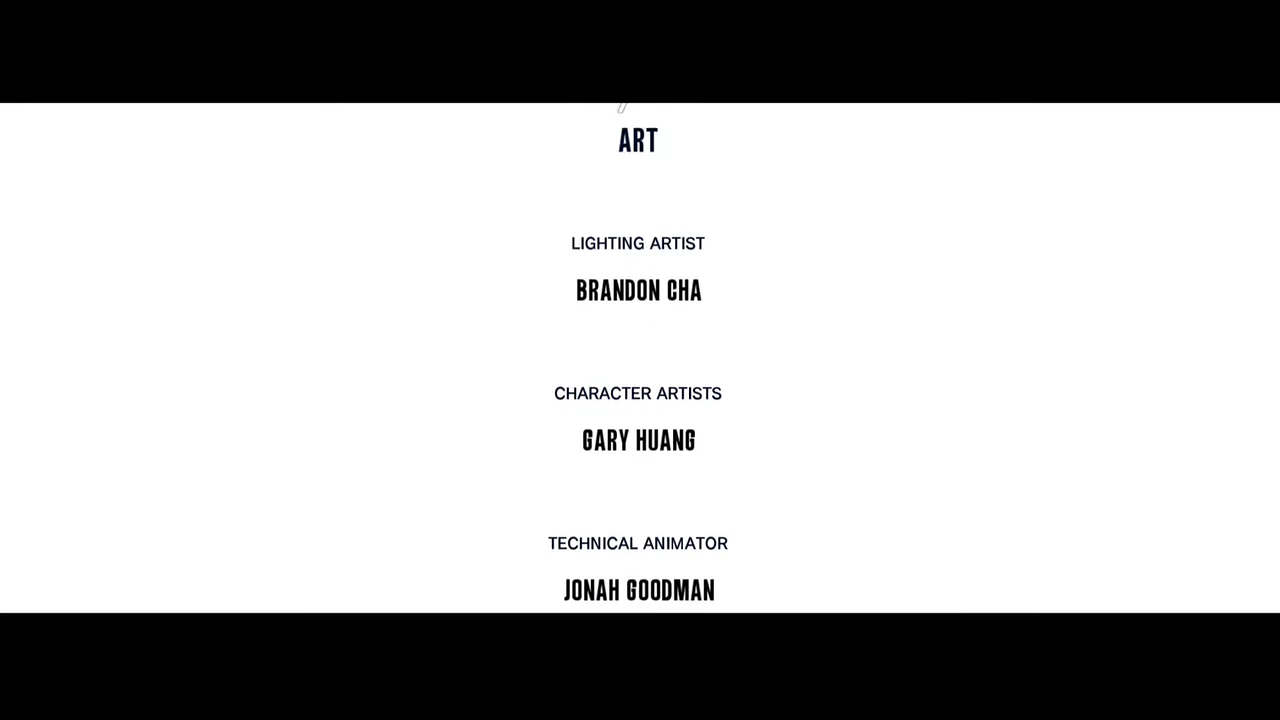 ART
LIGHTING ARTIST
BRANDON CHA
CHARACTER ARTISTS
GARY HUANG
TECHNICAL ANIMATOR
JONAH GOODMAN